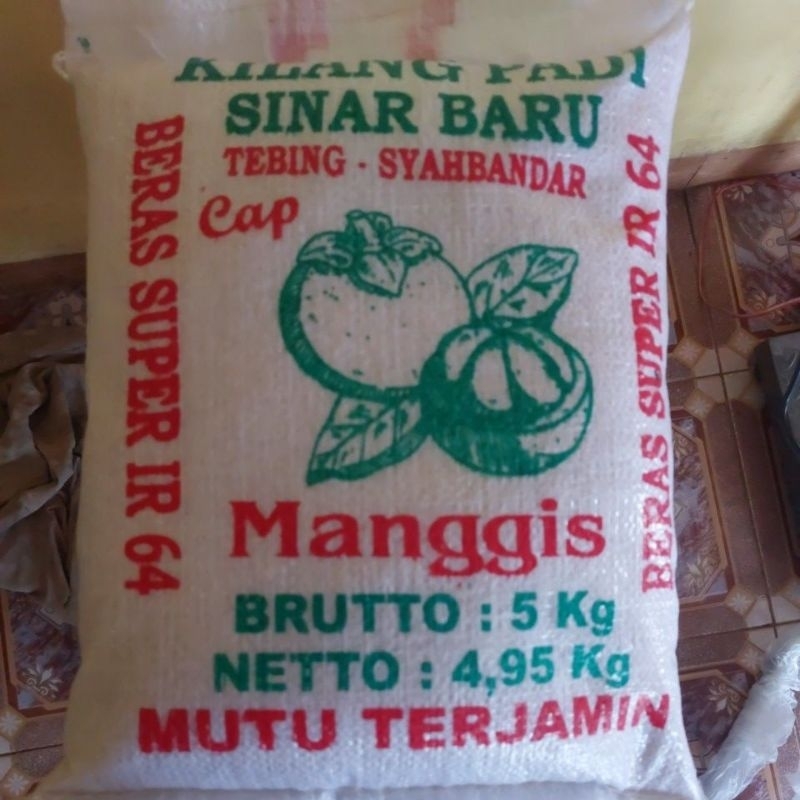 KILANG PADI
SINAR BARU
TEBING - SYAHBANDAR
Cap
BERAS SUPER IR 64
BERAS SUPER IR 64
Manggis
BRUTTO : 5 Kg
NETTO : 4,95 Kg
MUTU TERJAMIN